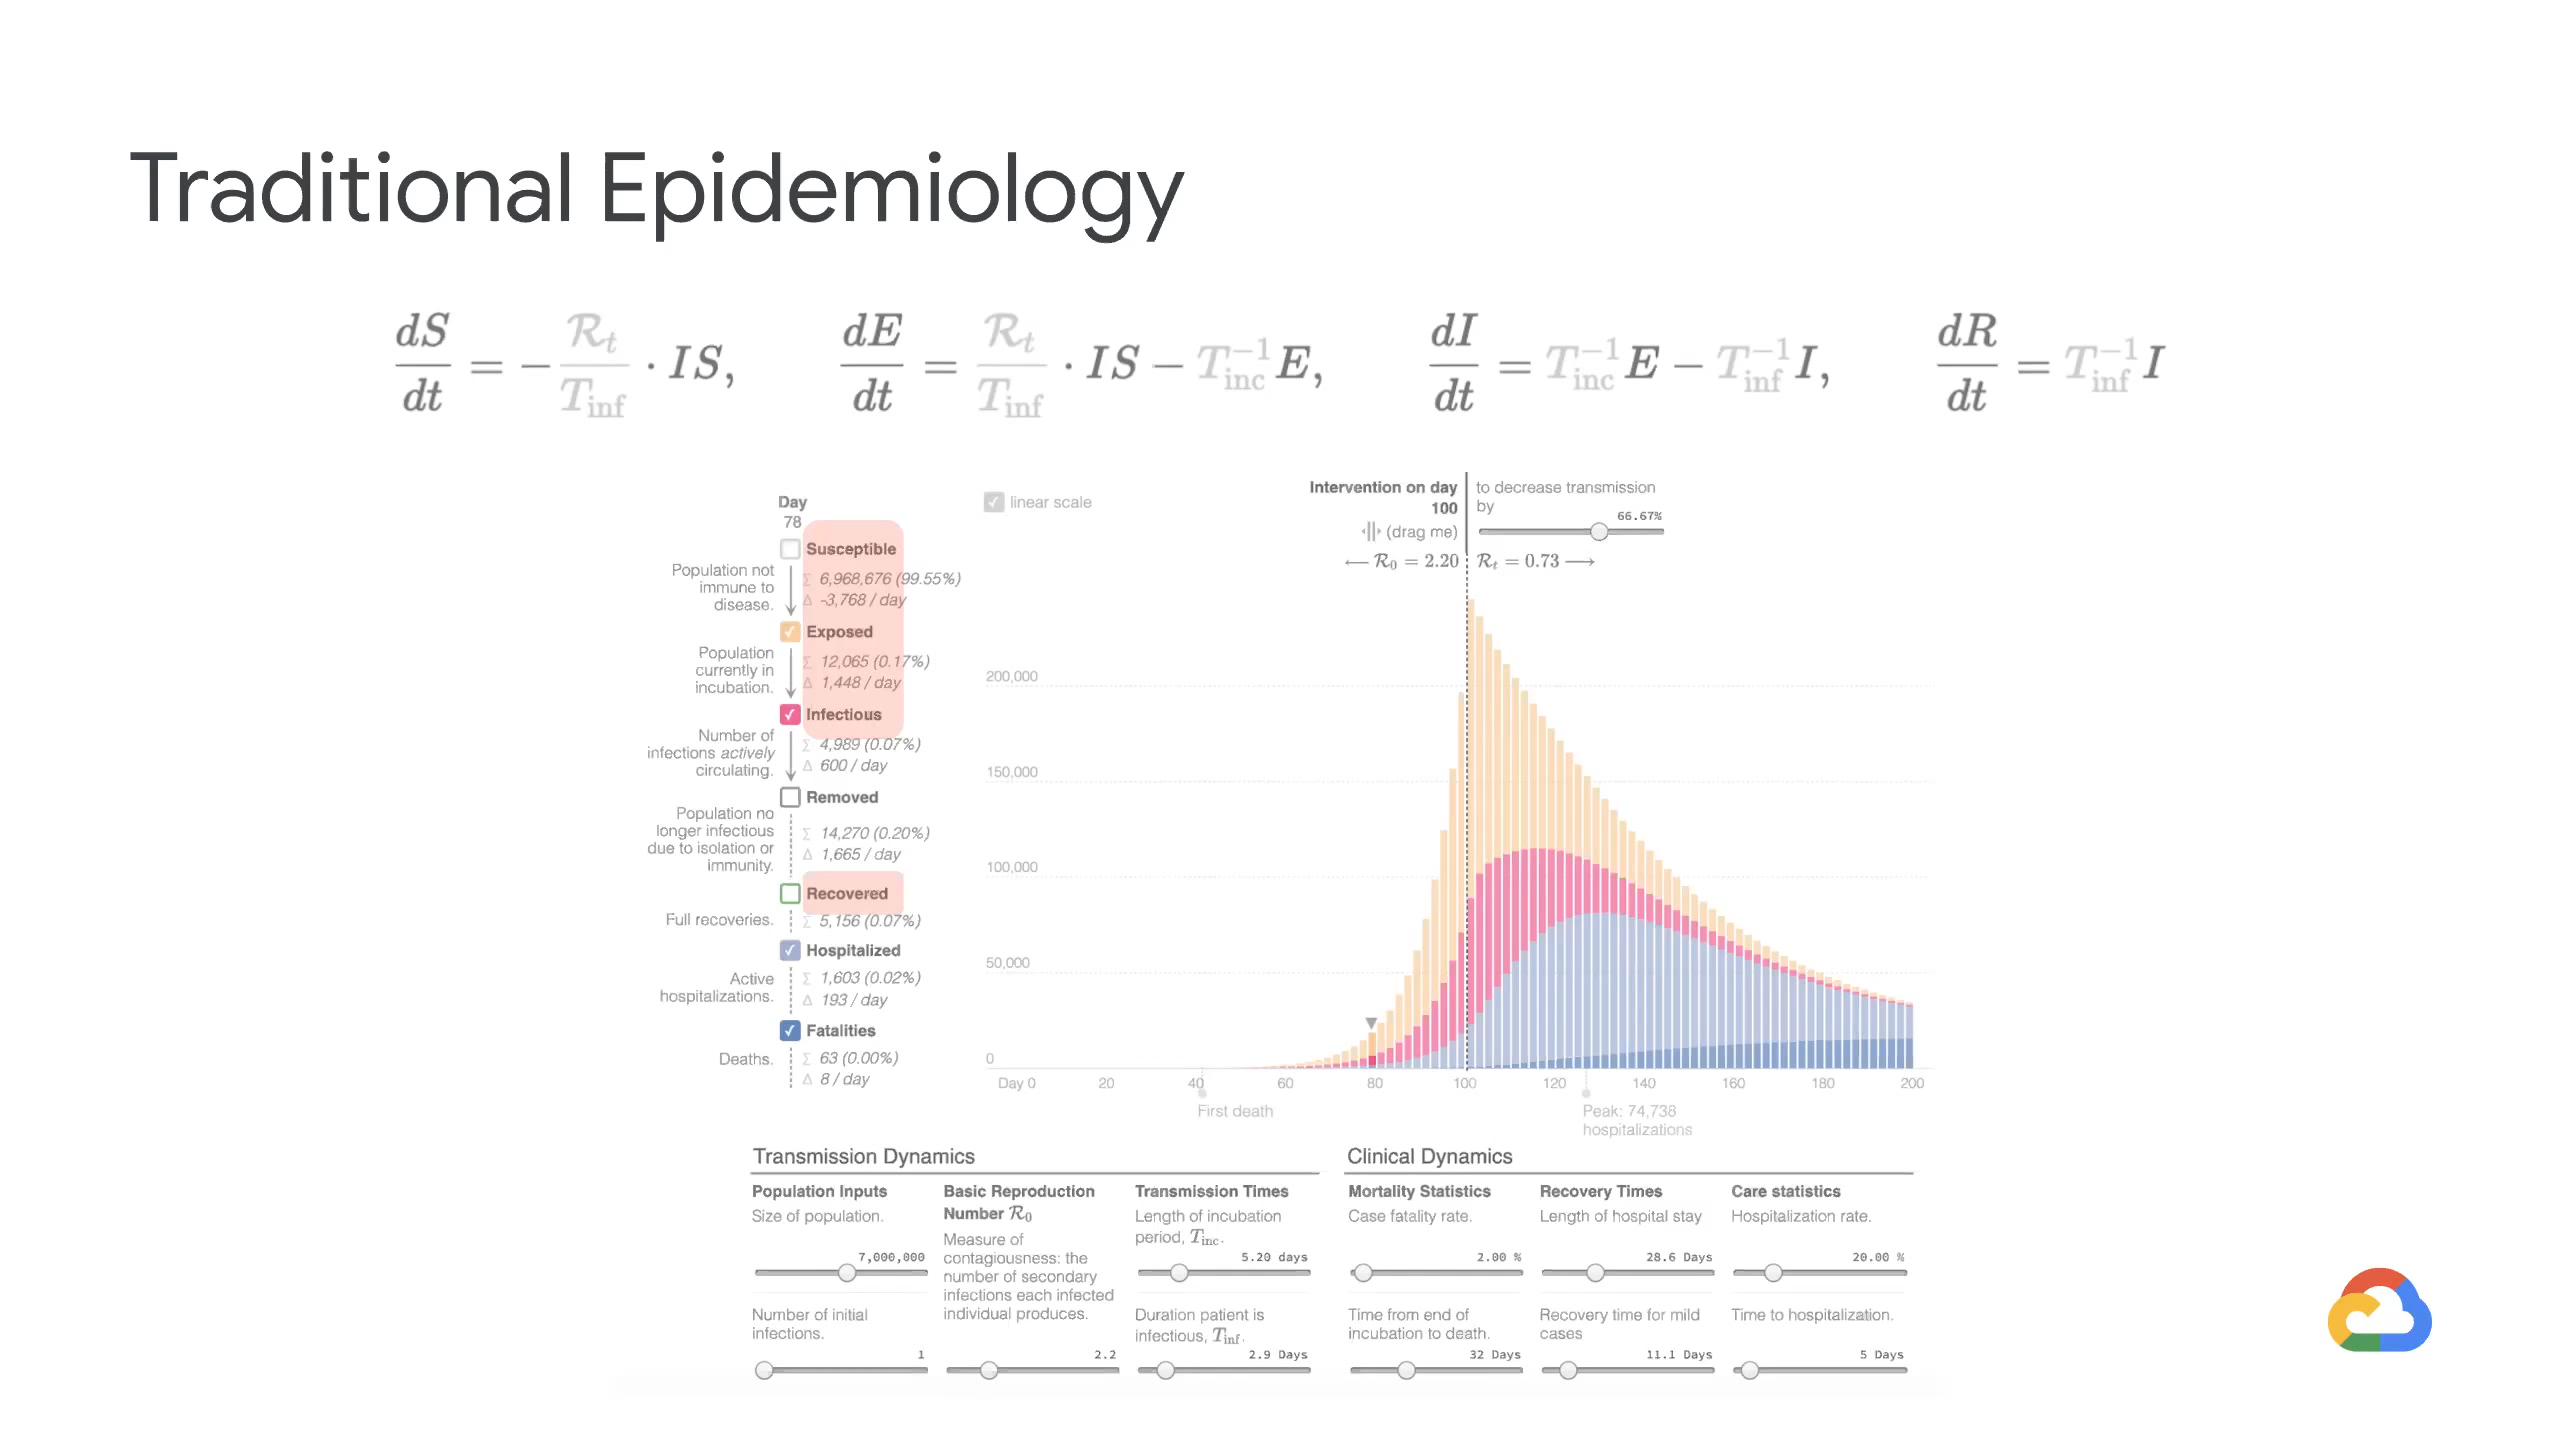 Traditional Epidemiology
dS/dt = − R_t/T_inf · IS,   dE/dt = R_t/T_inf · IS − T_inc^−1 E,   dI/dt = T_inc^−1 E − T_inf^−1 I,   dR/dt = T_inf^−1 I
Day
78
Susceptible
Population not
immune to
disease.
Σ 6,968,676 (99.55%)
Δ -3,768 / day
Exposed
Population
currently in
incubation.
Σ 12,065 (0.17%)
Δ 1,448 / day
Infectious
Number of
infections actively
circulating.
Σ 4,989 (0.07%)
Δ 600 / day
Removed
Population no
longer infectious
due to isolation or
immunity.
Σ 14,270 (0.20%)
Δ 1,665 / day
Recovered
Full recoveries.
Σ 5,156 (0.07%)
Hospitalized
Active
hospitalizations.
Σ 1,603 (0.02%)
Δ 193 / day
Fatalities
Deaths.
Σ 63 (0.00%)
Δ 8 / day
linear scale
Intervention on day
100
(drag me)
to decrease transmission
by
66.67%
← R_0 = 2.20
R_t = 0.73 →
200,000
150,000
100,000
50,000
0
Day 0 20 40 60 80 100 120 140 160 180 200
First death
Peak: 74,738
hospitalizations
Transmission Dynamics
Population Inputs
Size of population.
7,000,000
Number of initial
infections.
1
Basic Reproduction
Number R_0
Measure of
contagiousness: the
number of secondary
infections each infected
individual produces.
2.2
Transmission Times
Length of incubation
period, T_inc.
5.20 days
Duration patient is
infectious, T_inf.
2.9 Days
Clinical Dynamics
Mortality Statistics
Case fatality rate.
2.00 %
Time from end of
incubation to death.
32 Days
Recovery Times
Length of hospital stay
28.6 Days
Recovery time for mild
cases
11.1 Days
Care statistics
Hospitalization rate.
20.00 %
Time to hospitalization.
5 Days